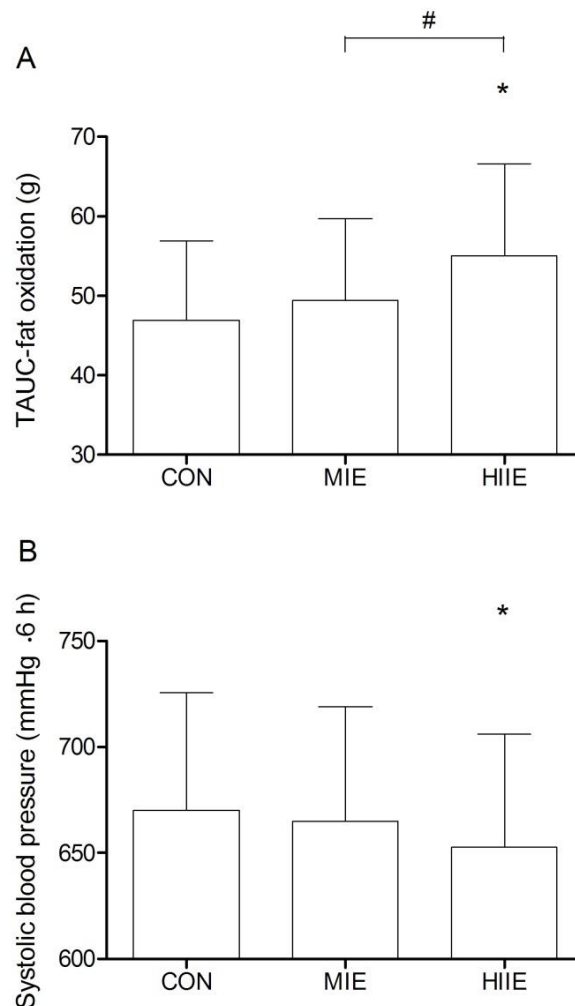 #
A
*
TAUC-fat oxidation (g)
70
60
50
40
30
CON MIE HIIE
B
*
Systolic blood pressure (mmHg ·6 h)
750
700
650
600
CON MIE HIIE